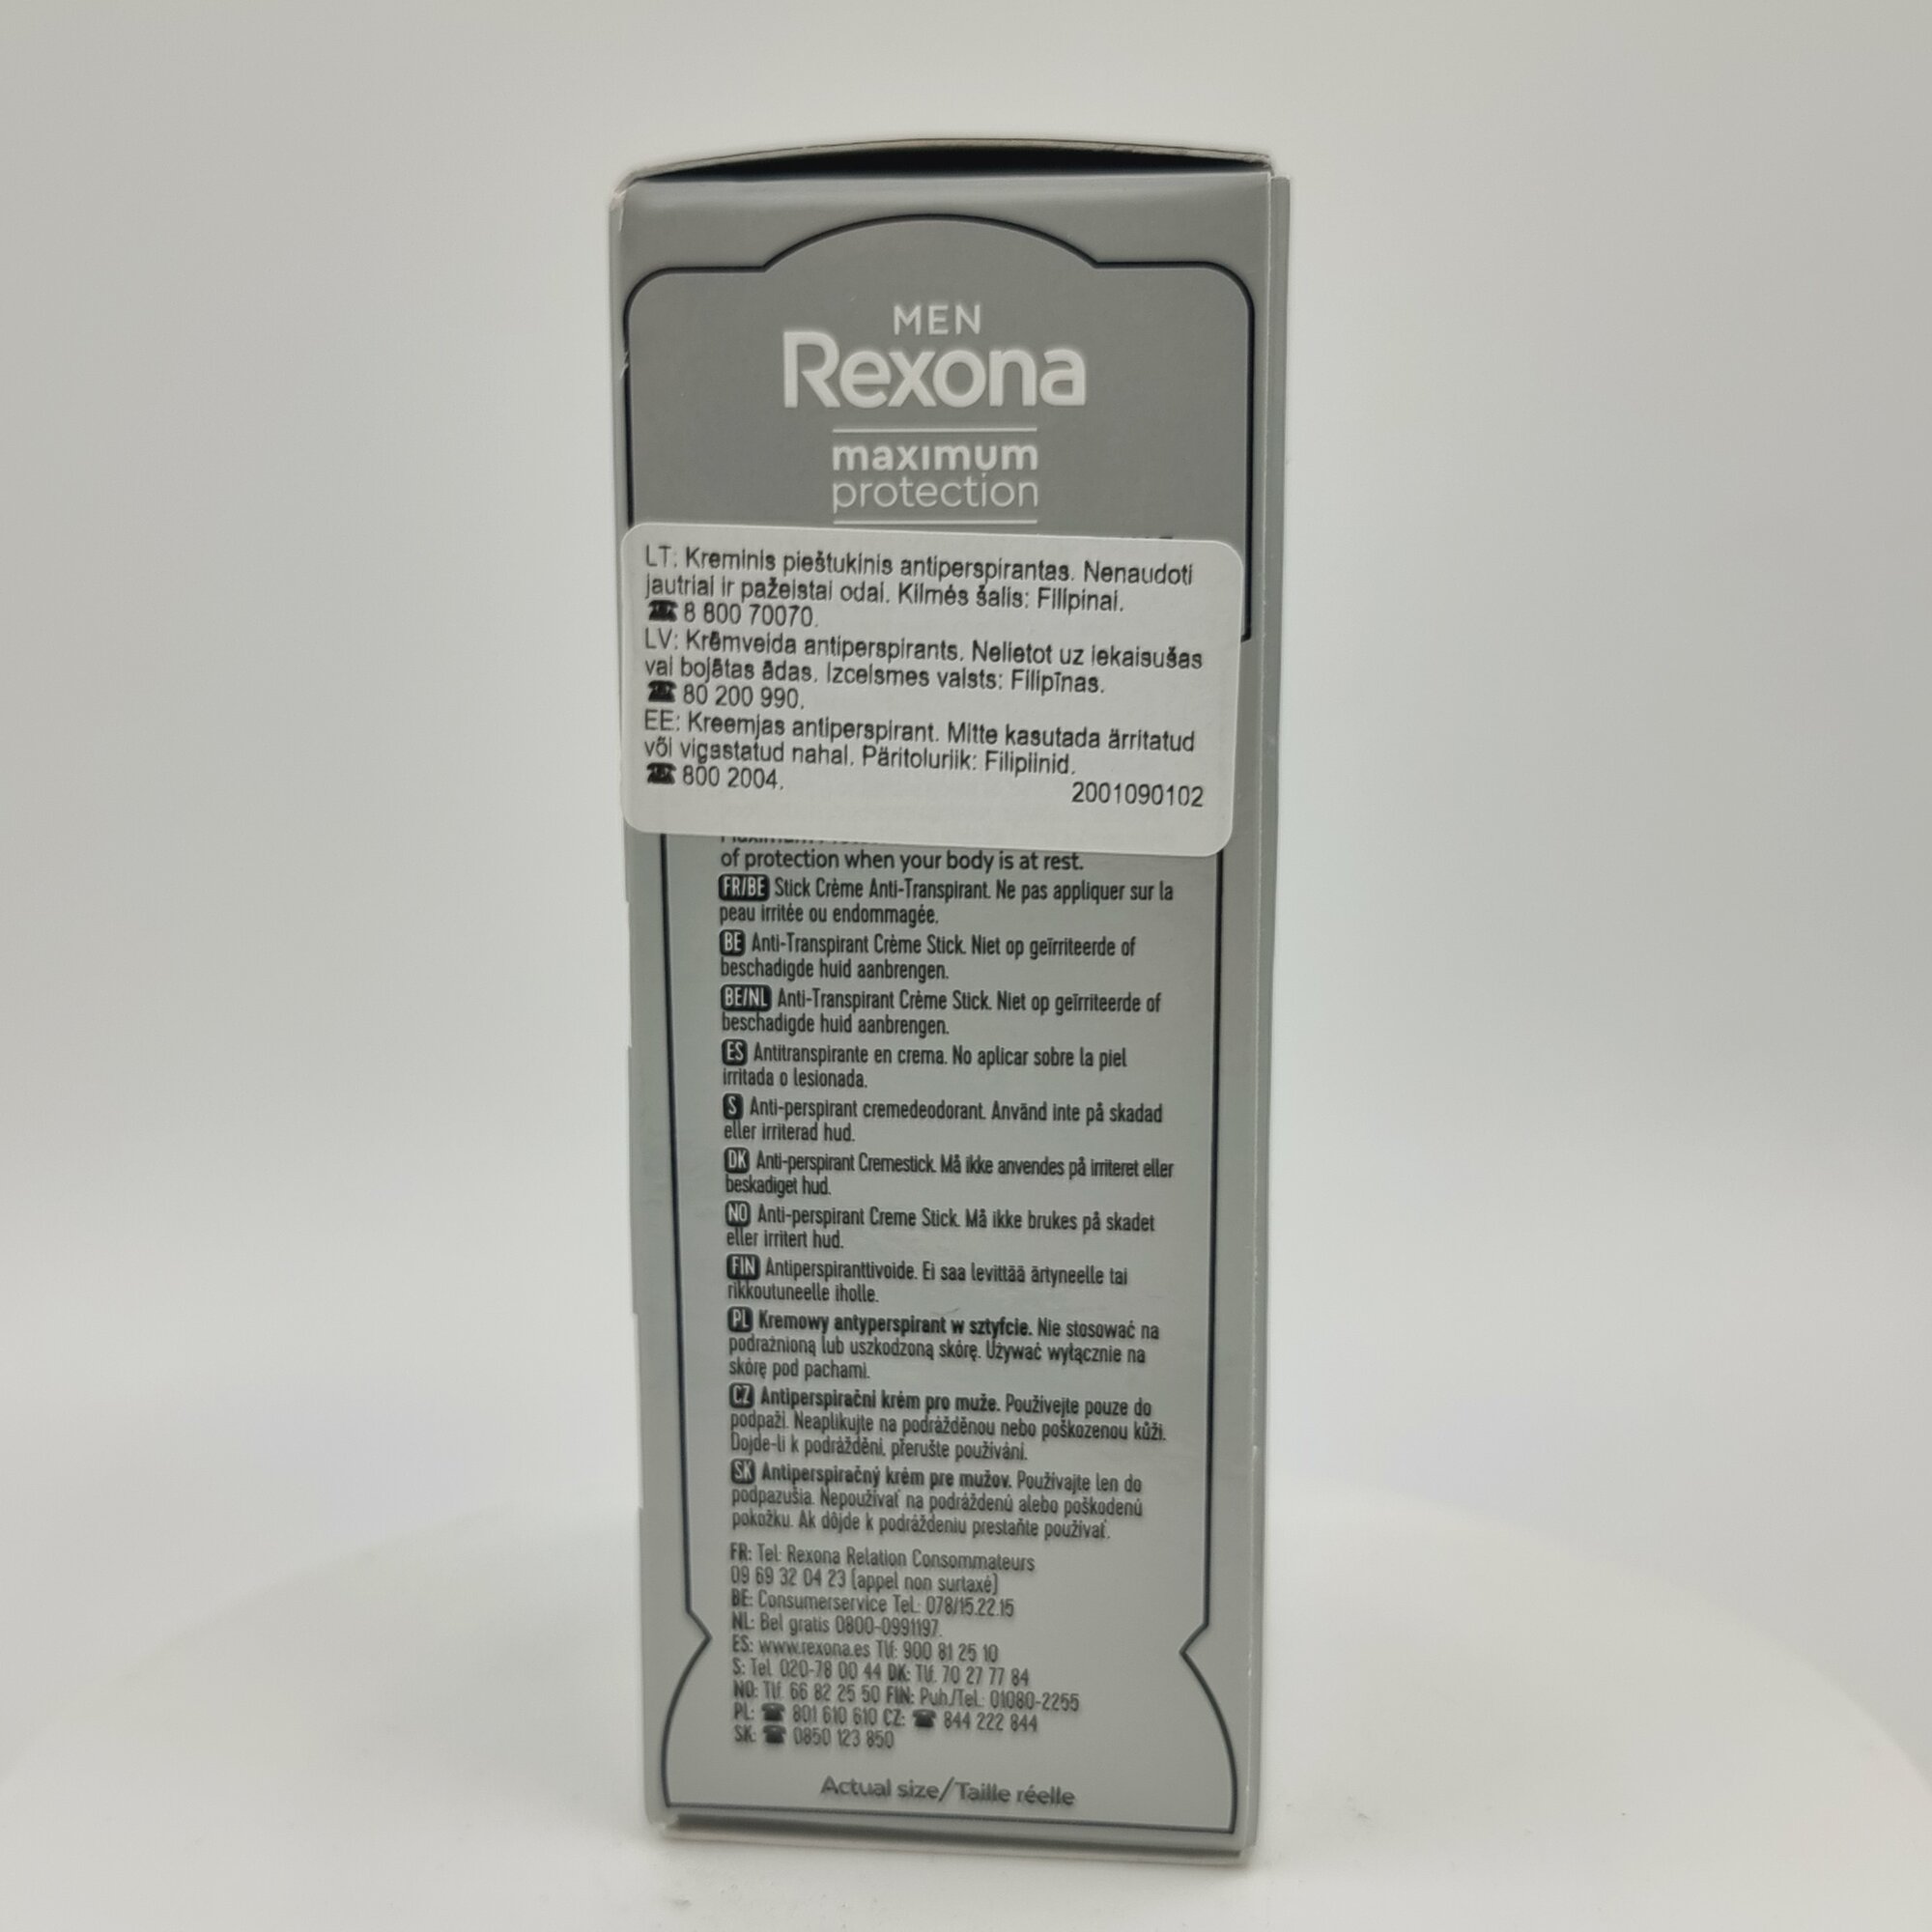 MEN
Rexona
maximum
protection
LT: Kreminis pieštukinis antiperspirantas. Nenaudoti
jautriai ir pažeistai odai. Kilmės šalis: Filipinai.
☎ 8 800 70070.
LV: Krēmveida antiperspirants. Nelietot uz iekaisušas
vai bojātas ādas. Izcelsmes valsts: Filipīnas.
☎ 80 200 990.
EE: Kreemjas antiperspirant. Mitte kasutada ärritatud
või vigastatud nahal. Päritoluriik: Filipiinid.
☎ 800 2004.
2001090102
of protection when your body is at rest.
FR/BE Stick Crème Anti-Transpirant. Ne pas appliquer sur la
peau irritée ou endommagée.
BE Anti-Transpirant Crème Stick. Niet op geïrriteerde of
beschadigde huid aanbrengen.
BE/NL Anti-Transpirant Crème Stick. Niet op geïrriteerde of
beschadigde huid aanbrengen.
ES Antitranspirante en crema. No aplicar sobre la piel
irritada o lesionada.
S Anti-perspirant cremedeodorant. Använd inte på skadad
eller irriterad hud.
DK Anti-perspirant Cremestick. Må ikke anvendes på irriteret eller
beskadiget hud.
NO Anti-perspirant Creme Stick. Må ikke brukes på skadet
eller irritert hud.
FIN Antiperspiranttivoide. Ei saa levittää ärtyneelle tai
rikkoutuneelle iholle.
PL Kremowy antyperspirant w sztyfcie. Nie stosować na
podrażnioną lub uszkodzoną skórę. Używać wyłącznie na
skórę pod pachami.
CZ Antiperspirační krém pro muže. Používejte pouze do
podpaží. Neaplikujte na podrážděnou nebo poškozenou kůži.
Dojde-li k podráždění, přerušte používání.
SK Antiperspiračný krém pre mužov. Používajte len do
podpazušia. Nepoužívať na podráždenú alebo poškodenú
pokožku. Ak dôjde k podráždeniu prestaňte používať.
FR: Tel: Rexona Relation Consommateurs
09 69 32 04 23 (appel non surtaxé)
BE: Consumerservice Tel.: 078/15.22.15
NL: Bel gratis 0800-0991197.
ES: www.rexona.es Tlf: 900 81 25 10
S: Tel. 020-78 00 44 DK: Tlf. 70 27 77 84
NO: Tlf. 66 82 25 50 FIN: Puh./Tel.: 01080-2255
PL: ☎ 801 610 610 CZ: ☎ 844 222 844
SK: ☎ 0850 123 850
Actual size/Taille réelle